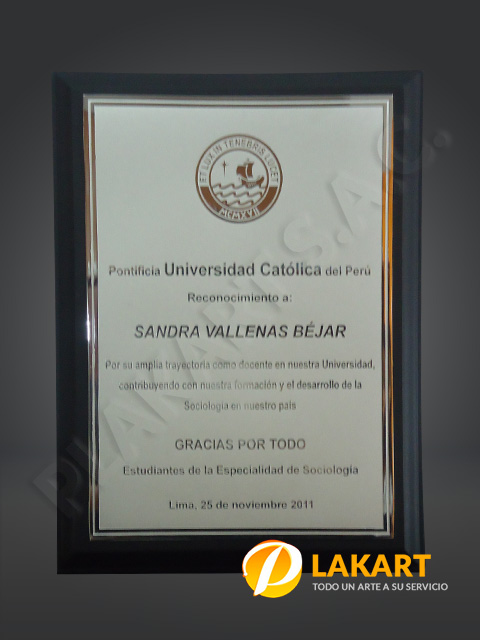 ET LUX IN TENEBRIS LUCET
MCMXVII
Pontificia Universidad Católica del Perú
Reconocimiento a:
SANDRA VALLENAS BÉJAR
Por su amplia trayectoria como docente en nuestra Universidad,
contribuyendo con nuestra formación y el desarrollo de la
Sociología en nuestro país
GRACIAS POR TODO
Estudiantes de la Especialidad de Sociología
Lima, 25 de noviembre 2011
PLAKART S.A.C.
P LAKART
TODO UN ARTE A SU SERVICIO